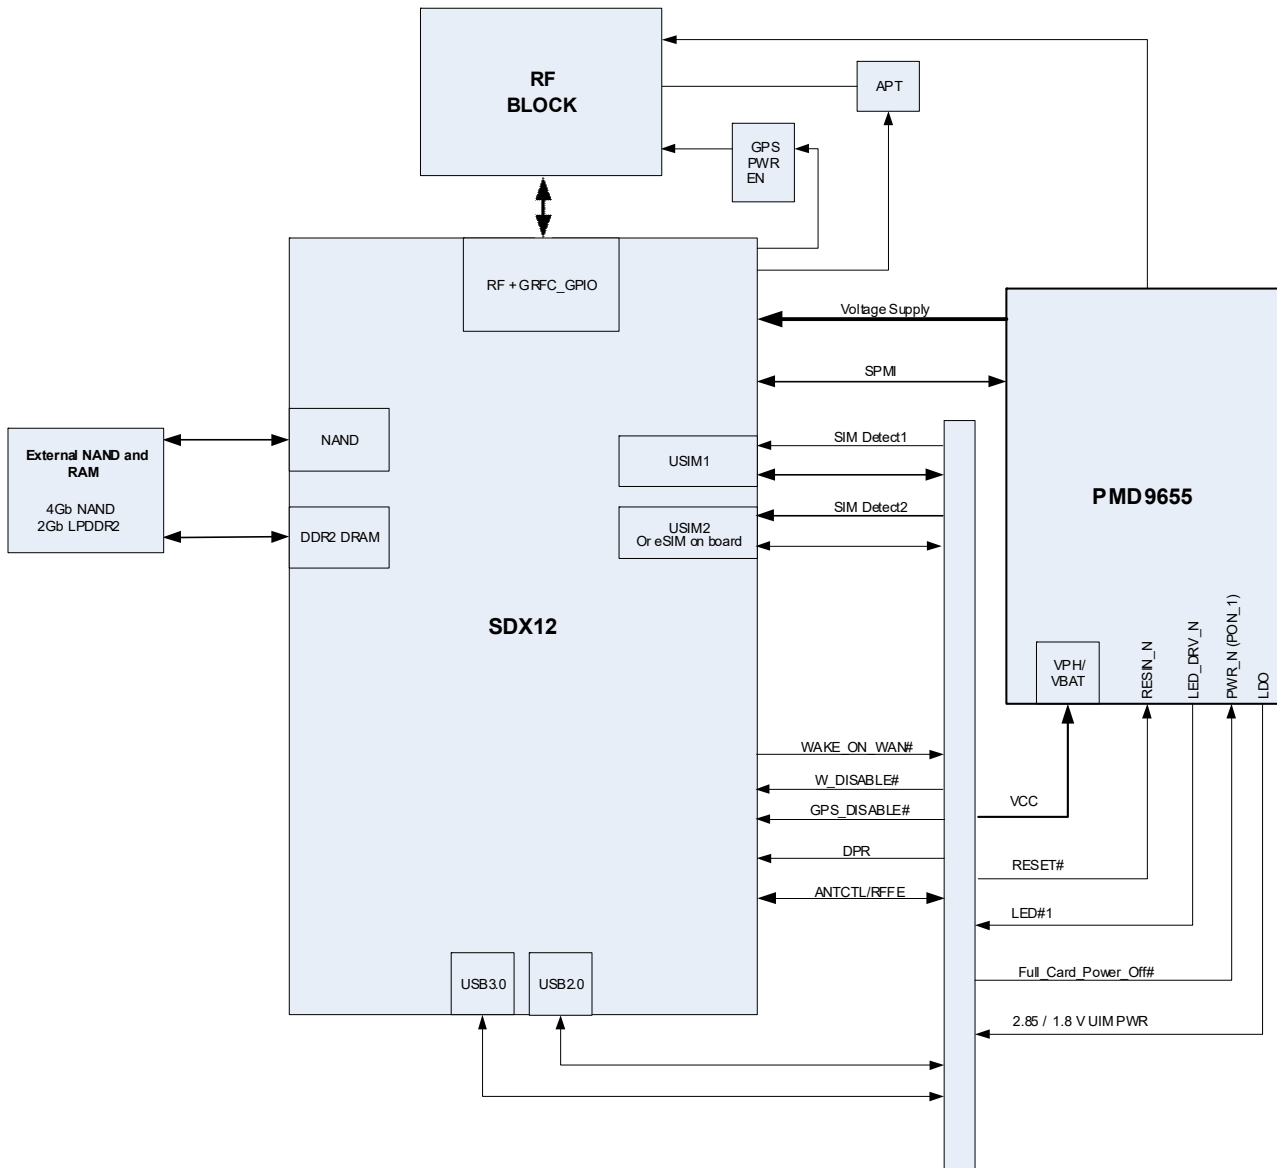 RF
BLOCK
APT
GPS
PWR
EN
RF + GRFC_GPIO
Voltage Supply
SPMI
External NAND and
RAM
4Gb NAND
2Gb LPDDR2
NAND
DDR2 DRAM
USIM1
USIM2
Or eSIM on board
SIM Detect1
SIM Detect2
PMD9655
SDX12
VPH/
VBAT
RESIN_N
LED_DRV_N
PWR_N (PON_1)
LDO
WAKE_ON_WAN#
W_DISABLE#
GPS_DISABLE#
DPR
ANTCTL/RFFE
VCC
RESET#
LED#1
Full_Card_Power_Off#
2.85 / 1.8 V UIM PWR
USB3.0
USB2.0